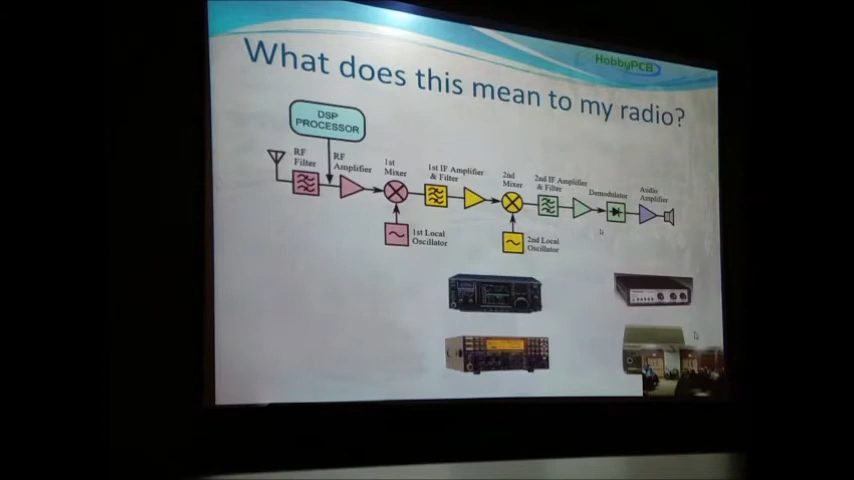 HobbyPCB
What does this mean to my radio?
DSP
PROCESSOR
RF
Filter
RF
Amplifier
1st
Mixer
1st IF Amplifier
& Filter
2nd
Mixer
2nd IF Amplifier
& Filter
Demodulator
Audio
Amplifier
1st Local
Oscillator
2nd Local
Oscillator